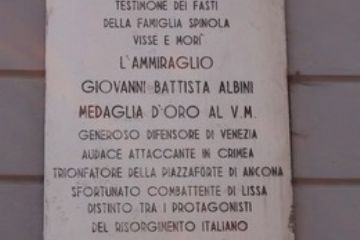 TESTIMONE DEI FASTI
DELLA FAMIGLIA SPINOLA
VISSE E MORÌ
L'AMMIRAGLIO
GIOVANNI BATTISTA ALBINI
MEDAGLIA D'ORO AL V.M.
GENEROSO DIFENSORE DI VENEZIA
AUDACE ATTACCANTE IN CRIMEA
TRIONFATORE DELLA PIAZZAFORTE DI ANCONA
SFORTUNATO COMBATTENTE DI LISSA
DISTINTO TRA I PROTAGONISTI
DEL RISORGIMENTO ITALIANO